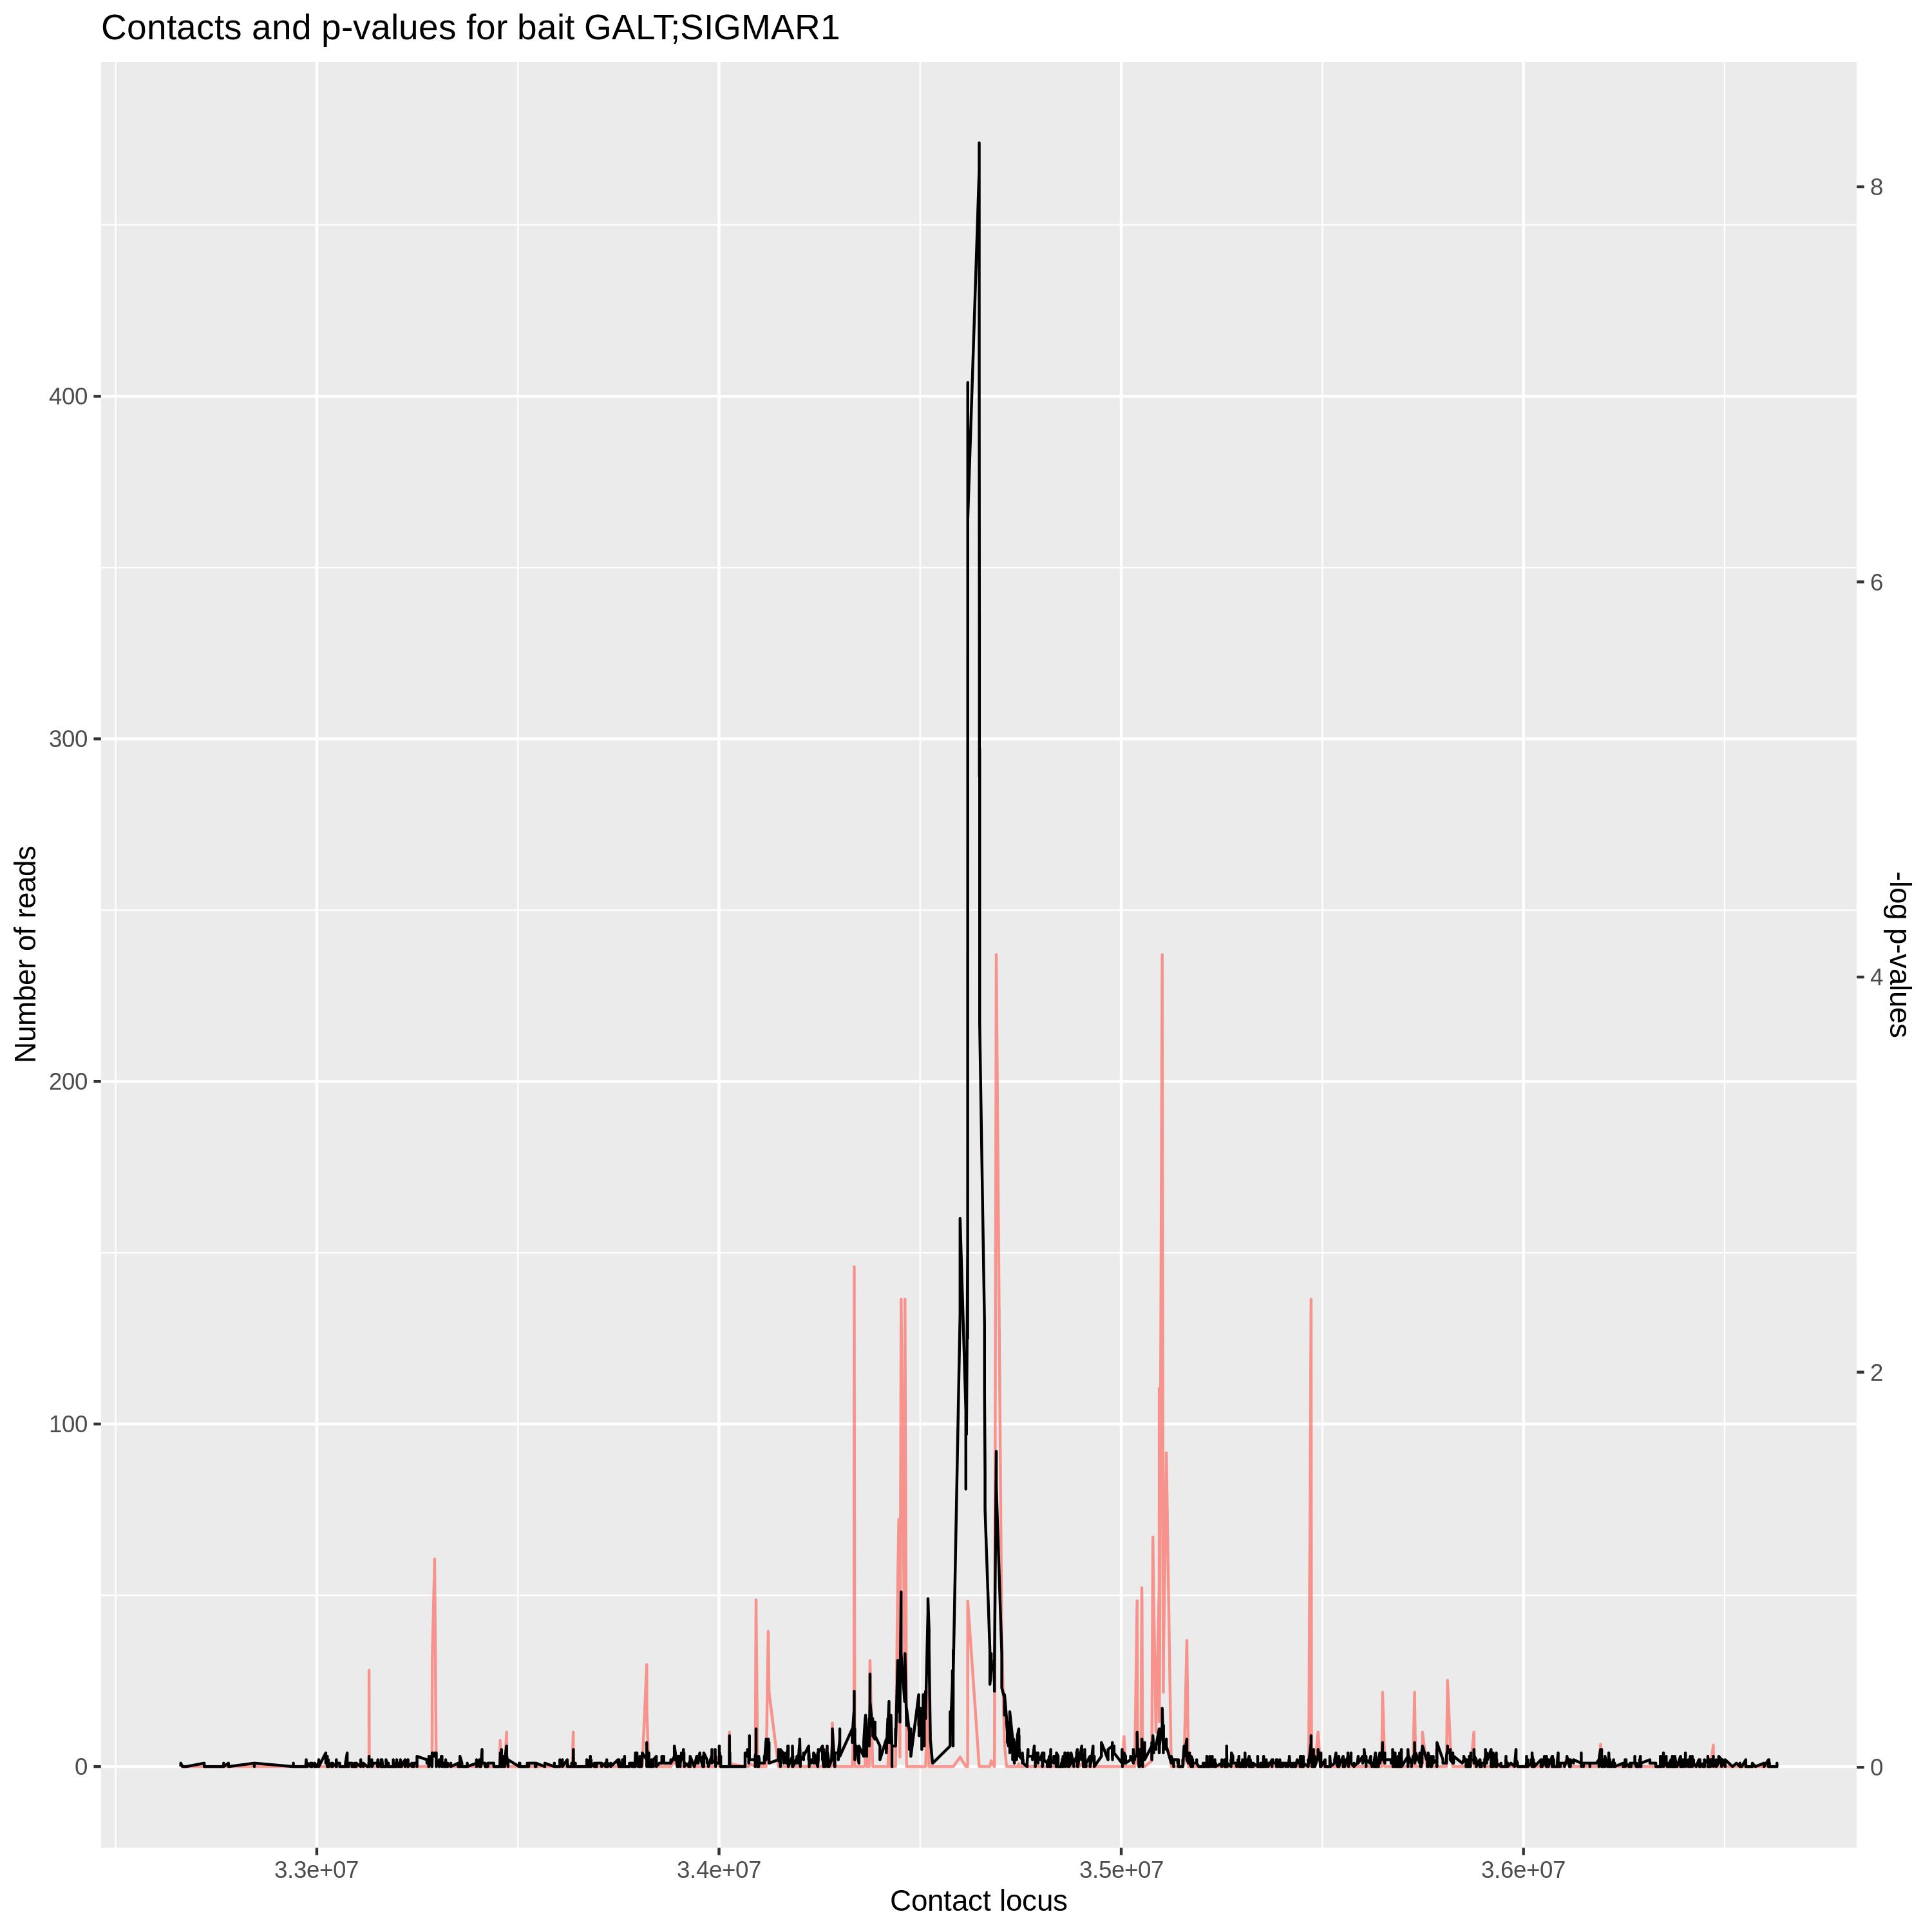 Contacts and p-values for bait GALT;SIGMAR1
Number of reads
400
300
200
100
0
8
6
4
2
0
-log p-values
3.3e+07
3.4e+07
3.5e+07
3.6e+07
Contact locus